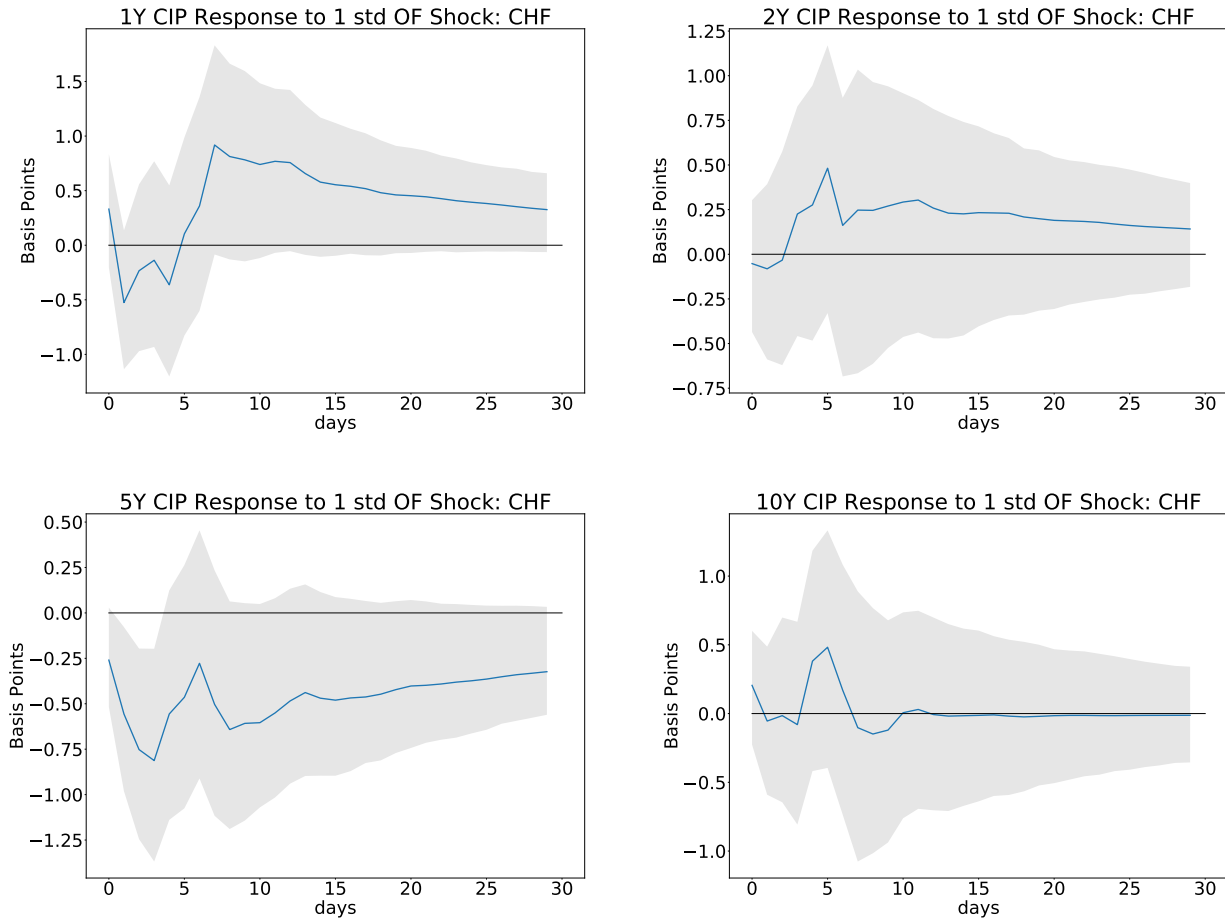 1Y CIP Response to 1 std OF Shock: CHF
Basis Points
1.5
1.0
0.5
0.0
−0.5
−1.0
0 5 10 15 20 25 30
days
2Y CIP Response to 1 std OF Shock: CHF
Basis Points
1.25
1.00
0.75
0.50
0.25
0.00
−0.25
−0.50
−0.75
0 5 10 15 20 25 30
days
5Y CIP Response to 1 std OF Shock: CHF
Basis Points
0.50
0.25
0.00
−0.25
−0.50
−0.75
−1.00
−1.25
0 5 10 15 20 25 30
days
10Y CIP Response to 1 std OF Shock: CHF
Basis Points
1.0
0.5
0.0
−0.5
−1.0
0 5 10 15 20 25 30
days